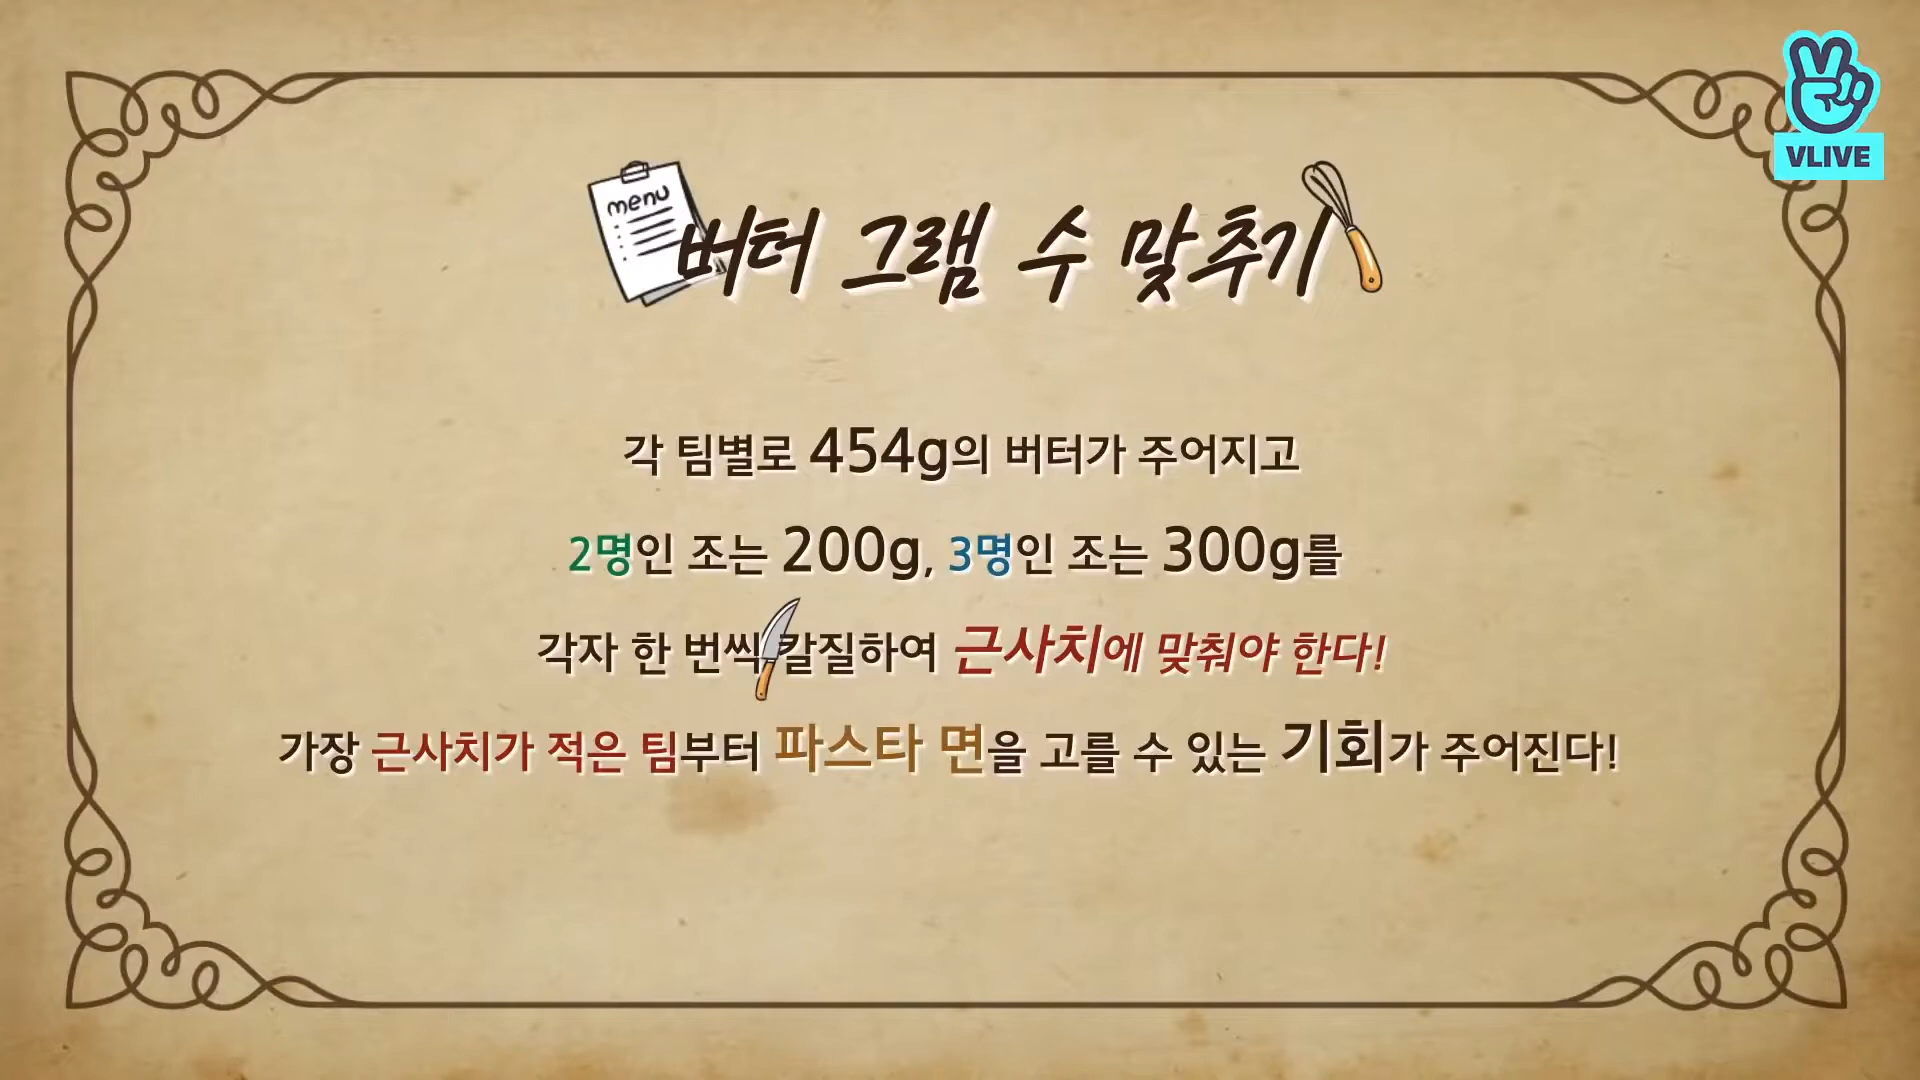 VLIVE
menu
버터 그램 수 맞추기
각 팀별로 454g의 버터가 주어지고
2명인 조는 200g, 3명인 조는 300g를
각자 한 번씩 칼질하여 근사치에 맞춰야 한다!
가장 근사치가 적은 팀부터 파스타 면을 고를 수 있는 기회가 주어진다!